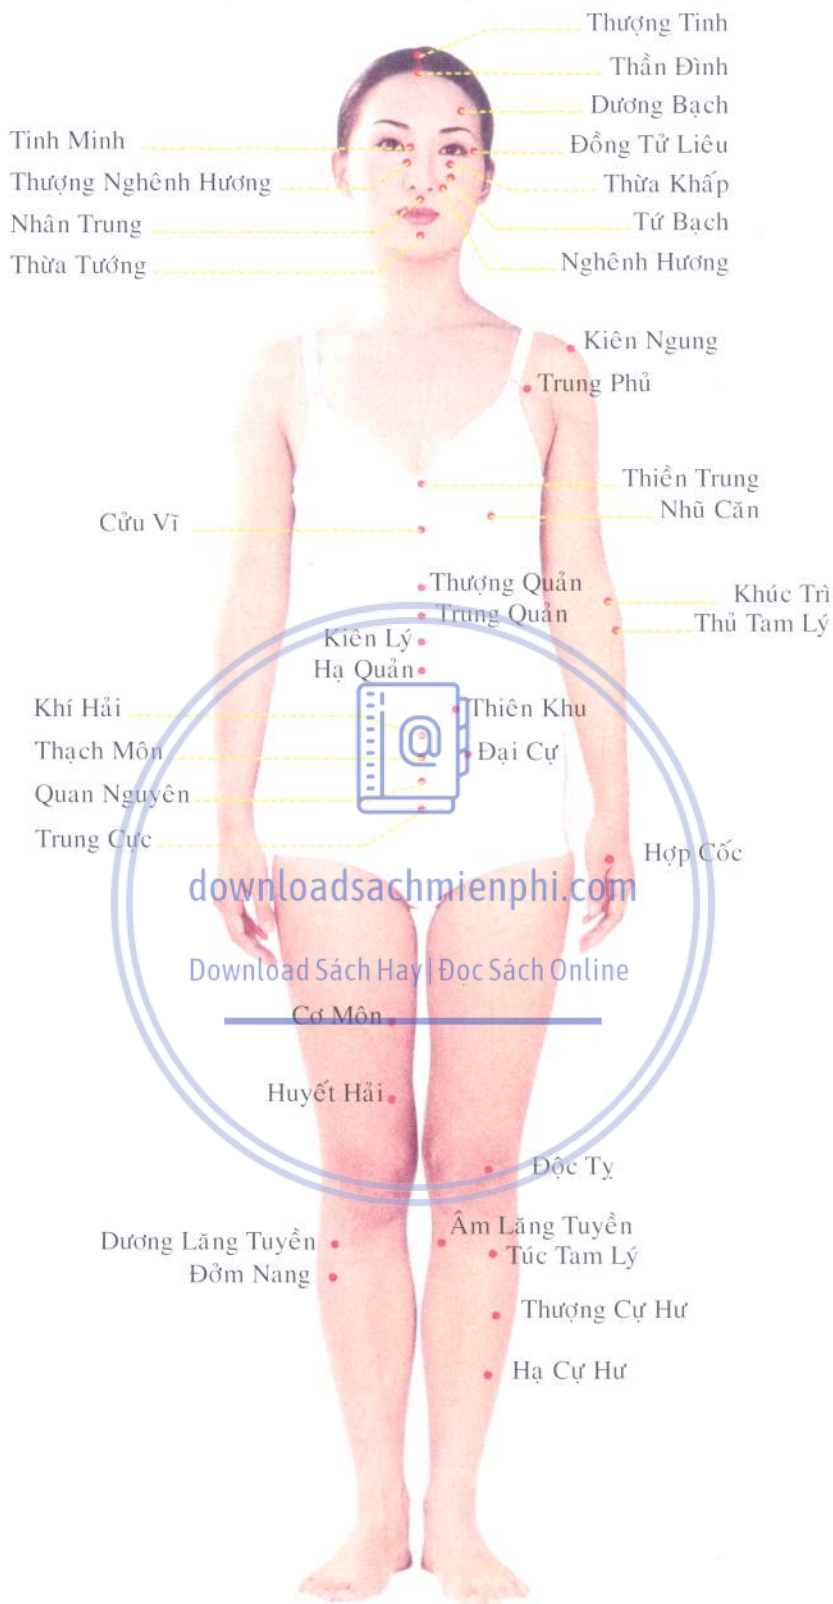 Thượng Tinh
Thần Đình
Dương Bạch
Tinh Minh
Đồng Tử Liêu
Thượng Nghênh Hương
Thừa Khấp
Nhân Trung
Tứ Bạch
Thừa Tướng
Nghênh Hương
Kiên Ngung
Trung Phủ
Thiền Trung
Nhũ Căn
Cửu Vĩ
Thượng Quản
Khúc Trì
Trung Quản
Thủ Tam Lý
Kiên Lý
Hạ Quản
Khí Hải
Thiên Khu
Thạch Môn
Đại Cự
Quan Nguyên
Trung Cực
Hợp Cốc
downloadsachmienphi.com
Download Sách Hay | Đọc Sách Online
Cơ Môn
Huyết Hải
Độc Tỵ
Âm Lăng Tuyền
Dương Lăng Tuyền
Túc Tam Lý
Đởm Nang
Thượng Cự Hư
Hạ Cự Hư